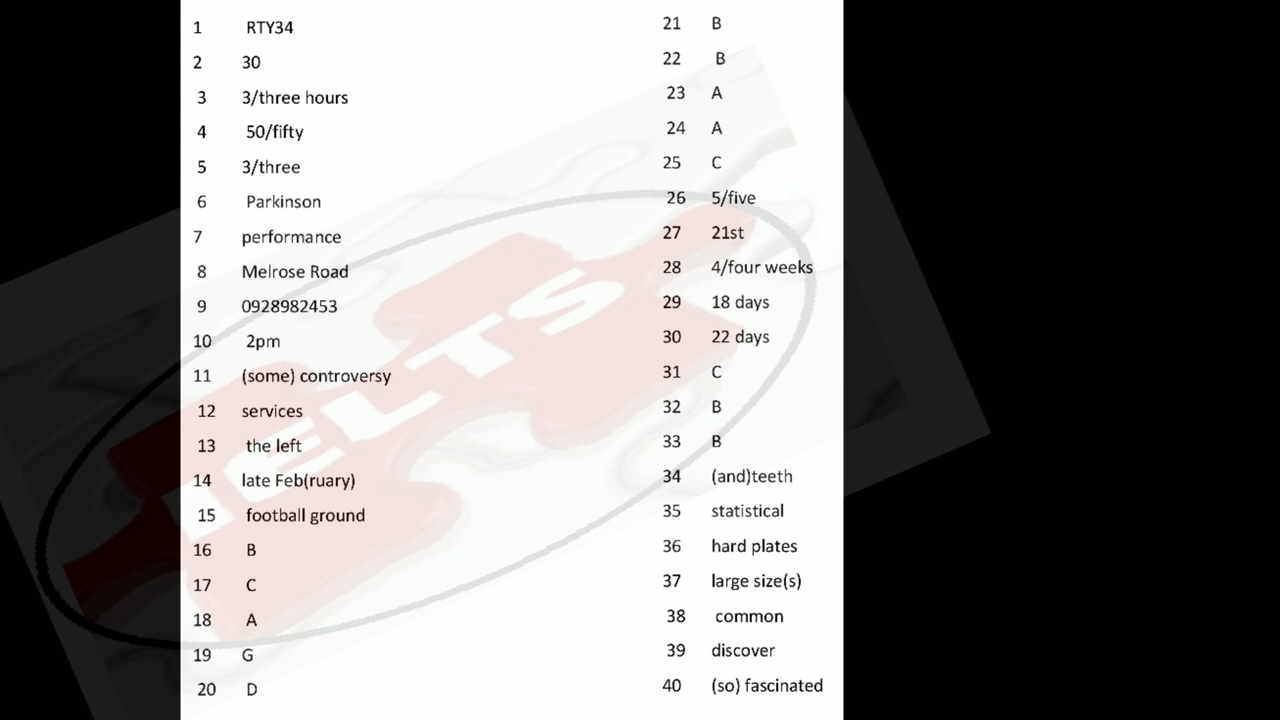 1 RTY34
2 30
3 3/three hours
4 50/fifty
5 3/three
6 Parkinson
7 performance
8 Melrose Road
9 0928982453
10 2pm
11 (some) controversy
12 services
13 the left
14 late Feb(ruary)
15 football ground
16 B
17 C
18 A
19 G
20 D
21 B
22 B
23 A
24 A
25 C
26 5/five
27 21st
28 4/four weeks
29 18 days
30 22 days
31 C
32 B
33 B
34 (and)teeth
35 statistical
36 hard plates
37 large size(s)
38 common
39 discover
40 (so) fascinated
IELTS